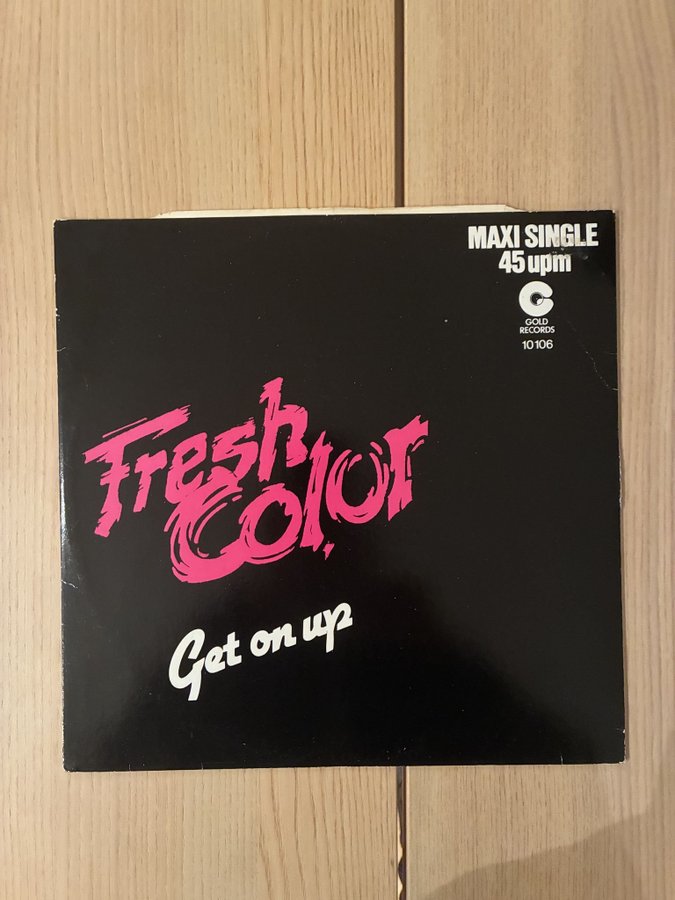 MAXI SINGLE
45 upm
GOLD
RECORDS
10106
Fresh
Color
Get on up